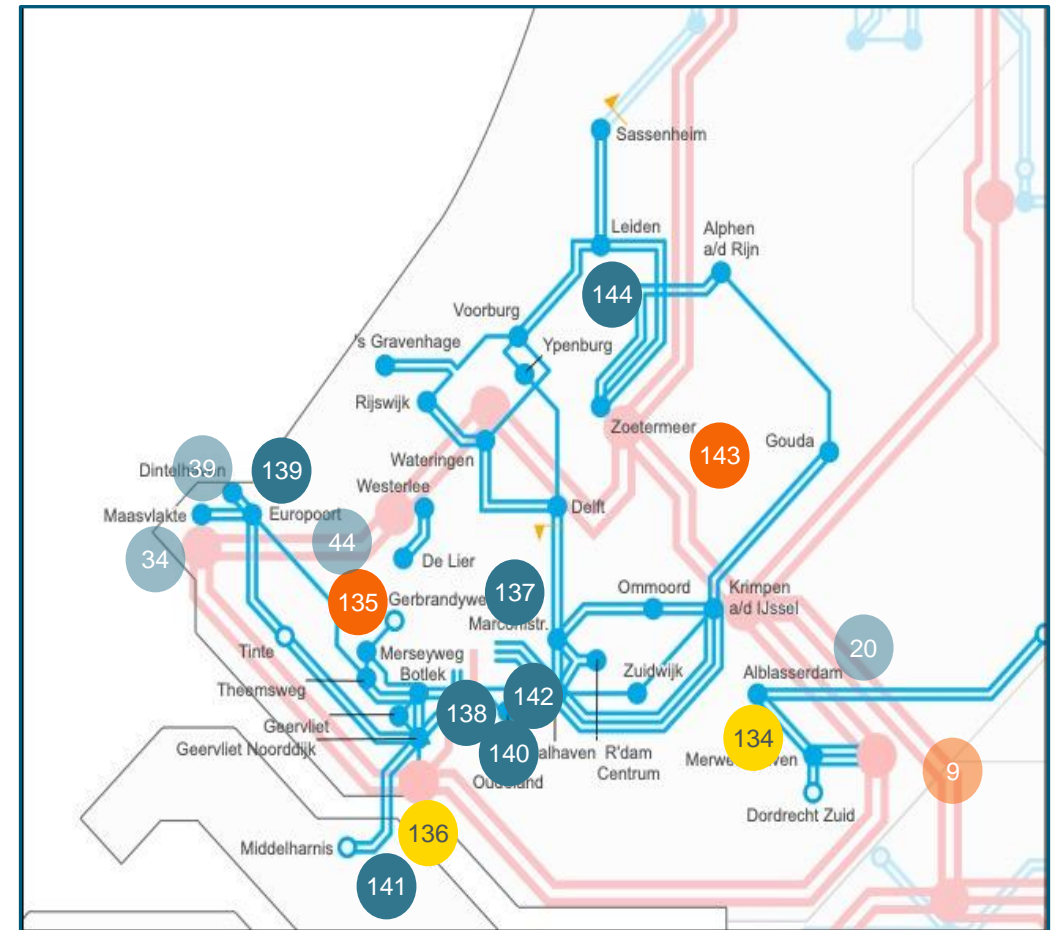 Sassenheim
Leiden
Alphen
a/d Rijn
144
Voorburg
's Gravenhage
Ypenburg
Rijswijk
Zoetermeer
143
Gouda
Wateringen
39
139
Westerlee
Maasvlakte
Europoort
Delft
44
34
De Lier
135
137
Ommoord
Krimpen
a/d IJssel
Tinte
Merseyweg
20
Botlek
Zuidwijk
Alblasserdam
Theemsweg
138
142
Geervliet
134
Geervliet Noorddijk
140
R'dam
Centrum
9
Dordrecht Zuid
136
Middelharnis
141